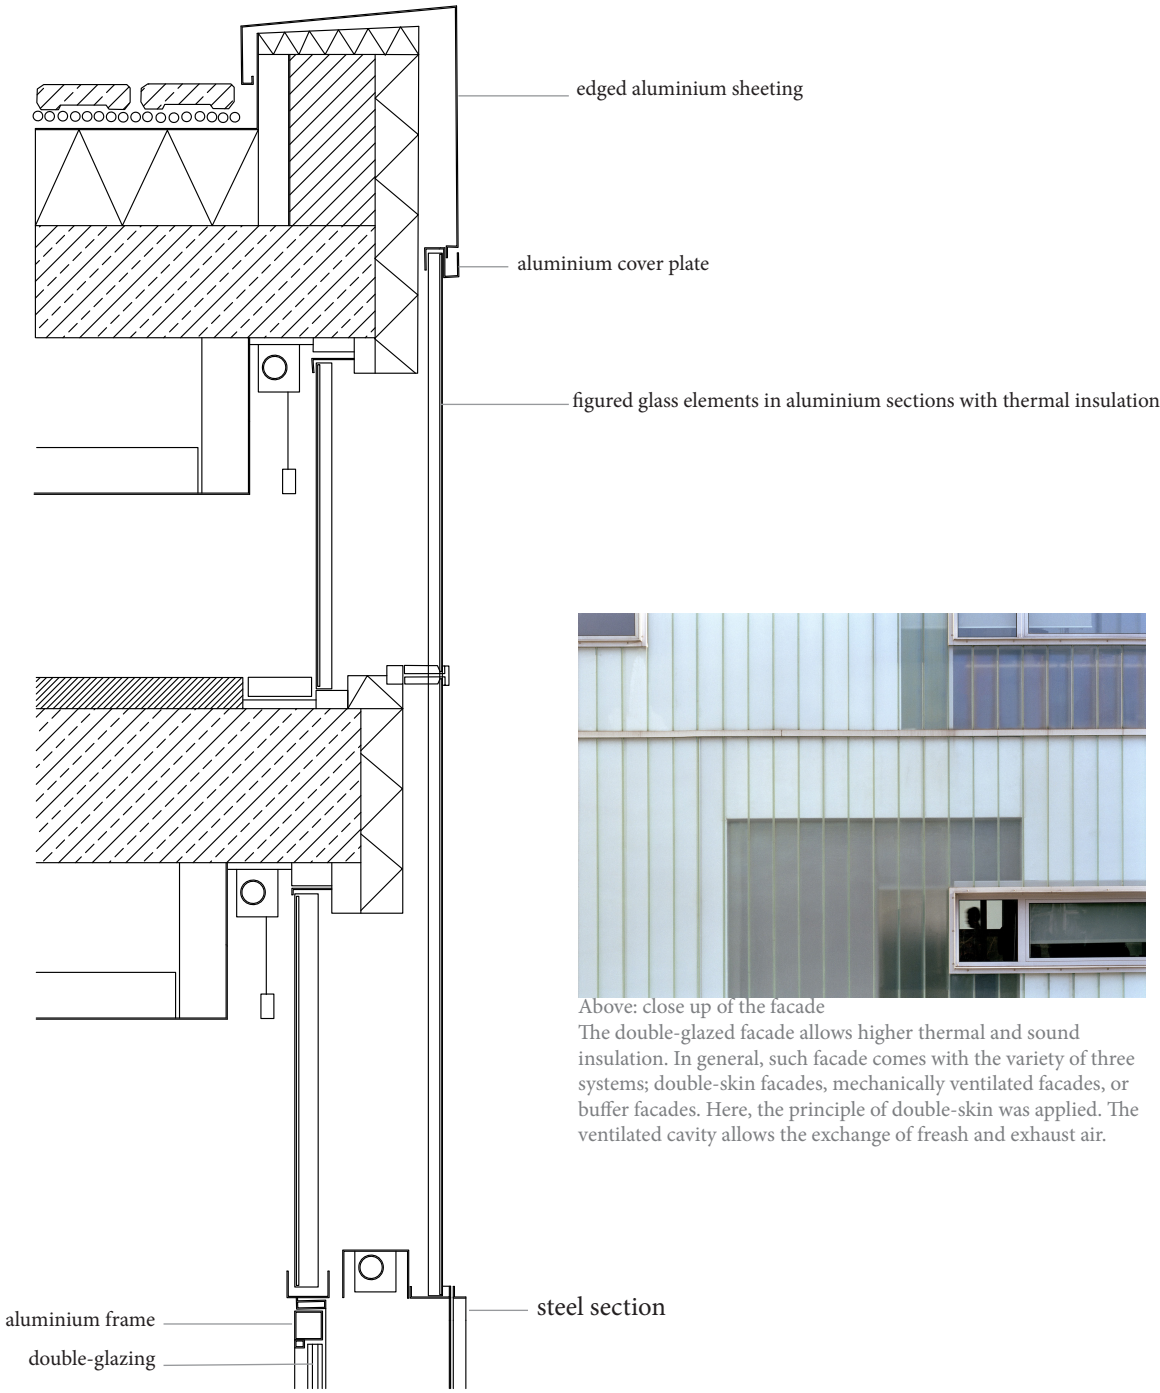 edged aluminium sheeting
aluminium cover plate
figured glass elements in aluminium sections with thermal insulation
Above: close up of the facade
The double-glazed facade allows higher thermal and sound
insulation. In general, such facade comes with the variety of three
systems; double-skin facades, mechanically ventilated facades, or
buffer facades. Here, the principle of double-skin was applied. The
ventilated cavity allows the exchange of freash and exhaust air.
steel section
aluminium frame
double-glazing